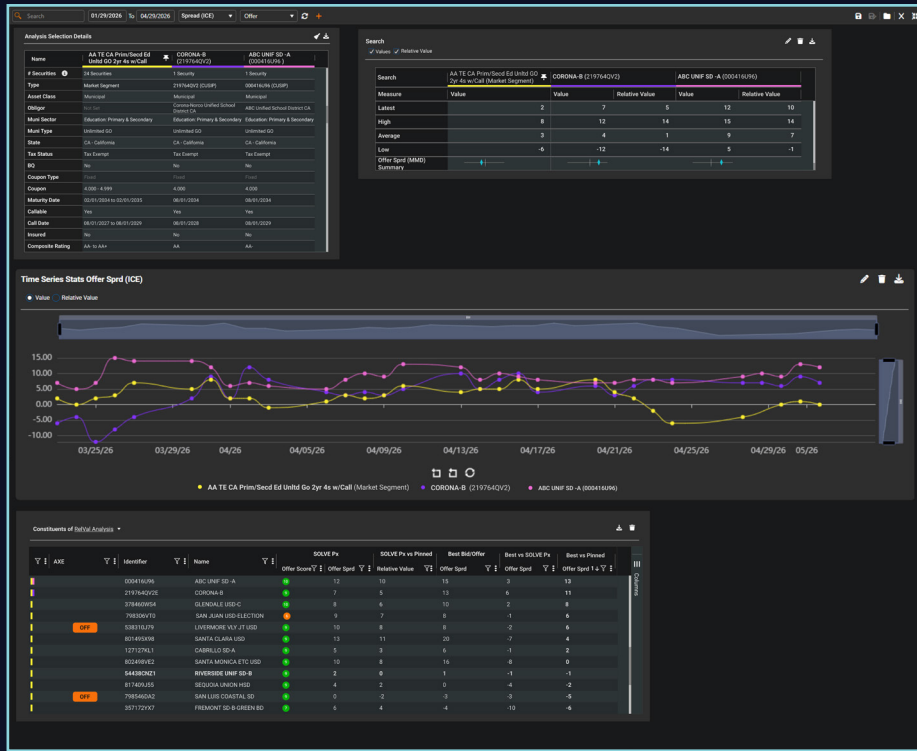 Search 01/29/2026 To 04/29/2026 Spread (ICE) Offer
Analysis Selection Details
Name AA TE CA Prim/Secd Ed Unltd GO 2yr 4s w/Call CORONA-B (219764QV2) ABC UNIF SD -A (000416U96 )
# Securities 24 Securities 1 Security 1 Security
Type Market Segment 219764QV2 (CUSIP) 000416U96 (CUSIP)
Asset Class Municipal Municipal Municipal
Obligor Not Set Corona-Norco Unified School District CA ABC Unified School District CA
Muni Sector Education: Primary & Secondary Education: Primary & Secondary Education: Primary & Secondary
Muni Type Unlimited GO Unlimited GO Unlimited GO
State CA - California CA - California CA - California
Tax Status Tax Exempt Tax Exempt Tax Exempt
BQ No No No
Coupon Type Fixed Fixed Fixed
Coupon 4.000 - 4.999 4.000 4.000
Maturity Date 02/01/2034 to 02/01/2035 08/01/2034 08/01/2034
Callable Yes Yes Yes
Call Date 08/01/2027 to 08/01/2029 08/01/2028 08/01/2029
Insured No No No
Composite Rating AA- to AA+ AA AA-
Search
Values Relative Value
Search AA TE CA Prim/Secd Ed Unltd GO 2yr 4s w/Call (Market Segment) CORONA-B (219764QV2) ABC UNIF SD -A (000416U96)
Measure Value Value Relative Value Value Relative Value
Latest 2 7 5 12 10
High 8 12 14 15 14
Average 3 4 1 9 7
Low -6 -12 -14 5 -1
Offer Sprd (MMD) Summary
Time Series Stats Offer Sprd (ICE)
Value Relative Value
15.00
10.00
5.00
0.00
-5.00
-10.00
03/25/26 03/29/26 04/26 04/05/26 04/09/26 04/13/26 04/17/26 04/21/26 04/25/26 04/29/26 05/26
AA TE CA Prim/Secd Ed Unltd Go 2yr 4s w/Call (Market Segment) CORONA-B (219764QV2) ABC UNIF SD -A (000416U96)
Constituents of RelVal Analysis
SOLVE Px SOLVE Px vs Pinned Best Bid/Offer Best vs SOLVE Px Best vs Pinned
AXE Identifier Name Offer Score Offer Sprd Relative Value Offer Sprd Offer Sprd Offer Sprd 1
Columns
000416U96 ABC UNIF SD -A 10 12 10 15 3 13
219764QV2E CORONA-B 9 7 5 13 6 11
378460W54 GLENDALE USD-C 10 8 6 10 2 8
798306VT0 SAN JUAN USD-ELECTION 9 7 8 -1 6
OFF 538310J79 LIVERMORE VLY JT USD 9 10 8 8 -2 6
801495X98 SANTA CLARA USD 9 13 11 20 -7 4
127127KL1 CABRILLO SD-A 9 5 3 6 -1 2
802498VE2 SANTA MONICA ETC USD 9 10 8 16 -8 0
54438CNZ1 RIVERSIDE UNIF SD-B 9 2 0 1 -1 -1
817409J55 SEQUOIA UNION HSD 9 4 2 0 -4 -2
OFF 798546DA2 SAN LUIS COASTAL SD 9 0 -2 -3 -3 -5
357172YX7 FREMONT SD-B-GREEN BD 7 6 4 -4 -10 -6